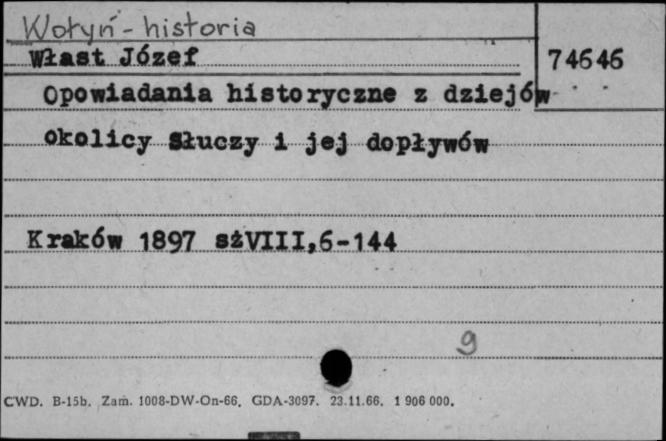 Wołyń - historia
Włast Józef
74646
Opowiadania historyczne z dziejów
okolicy Słuczy i jej dopływów
Kraków 1897 sżVIII,6-144
9
CWD. B-15b. Zam. 1008-DW-On-66. GDA-3097. 23.11.66. 1 906 000.